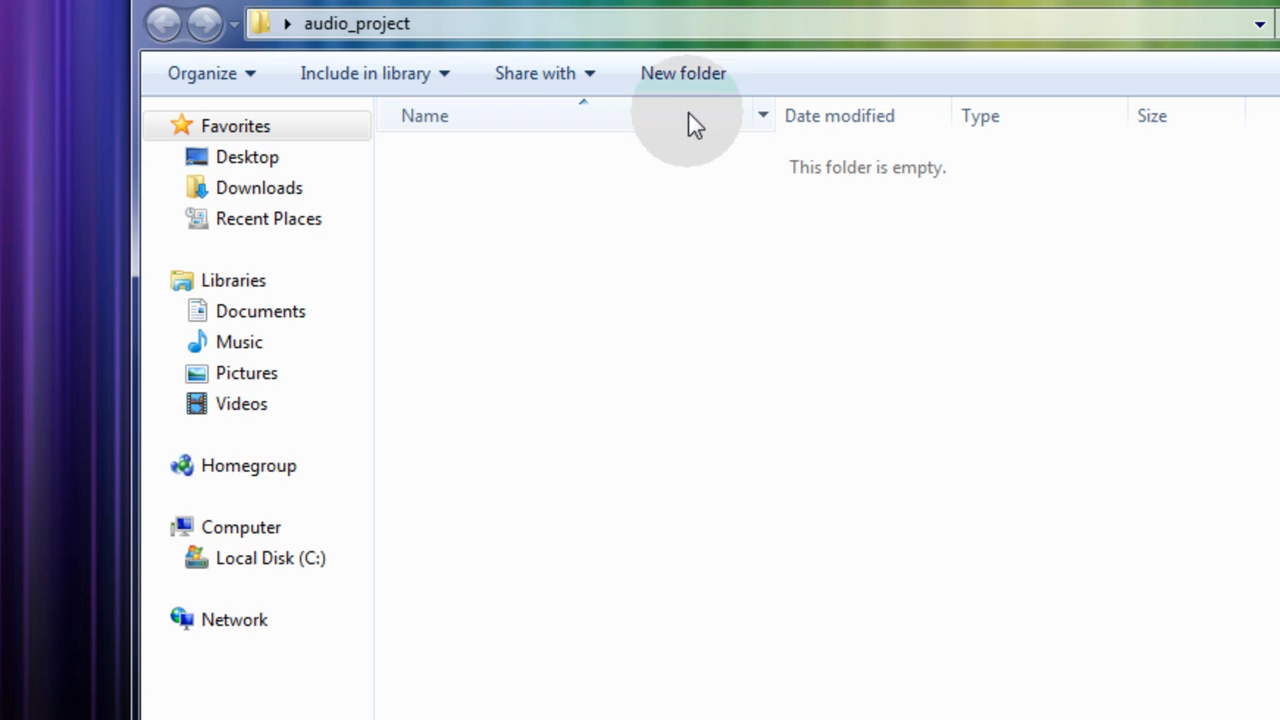 audio_project
Organize Include in library Share with New folder
Name Date modified Type Size
This folder is empty.
Favorites
Desktop
Downloads
Recent Places
Libraries
Documents
Music
Pictures
Videos
Homegroup
Computer
Local Disk (C:)
Network